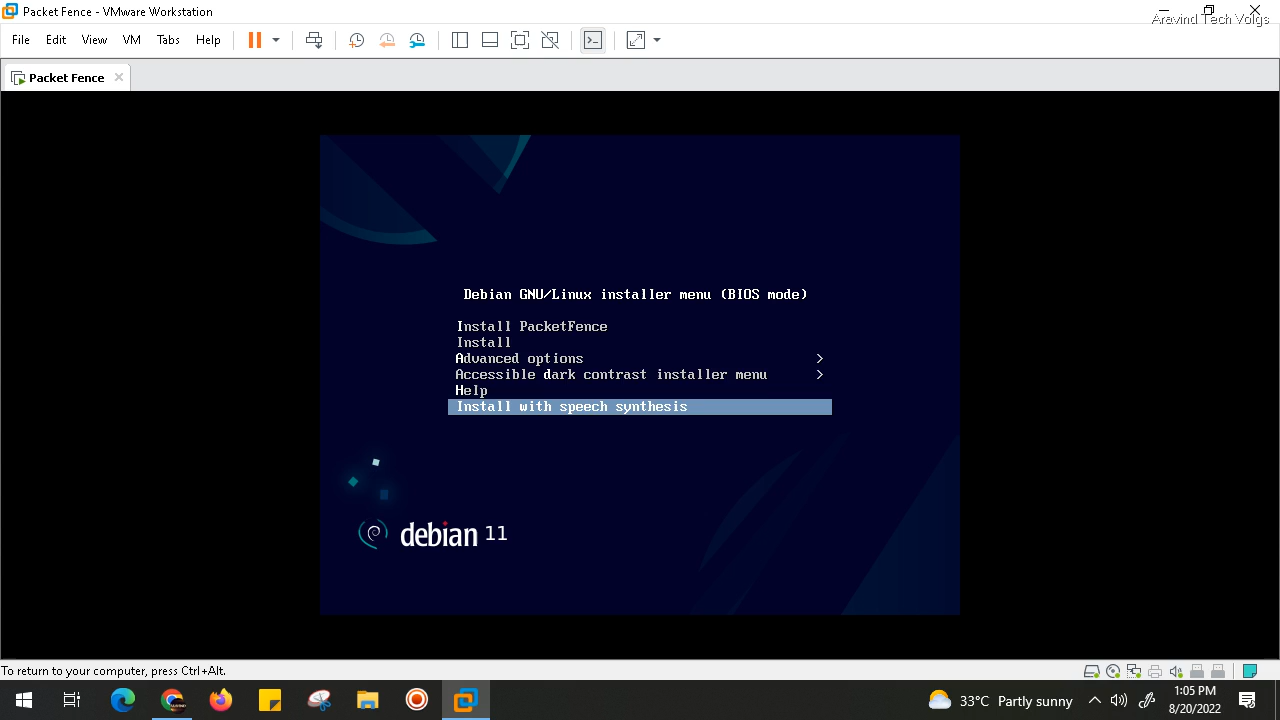 Packet Fence - VMware Workstation
Aravind Tech Volgs
File Edit View VM Tabs Help
Packet Fence
Debian GNU/Linux installer menu (BIOS mode)
Install PacketFence
Install
Advanced options >
Accessible dark contrast installer menu >
Help
Install with speech synthesis
debian 11
To return to your computer, press Ctrl+Alt.
33°C Partly sunny
1:05 PM
8/20/2022